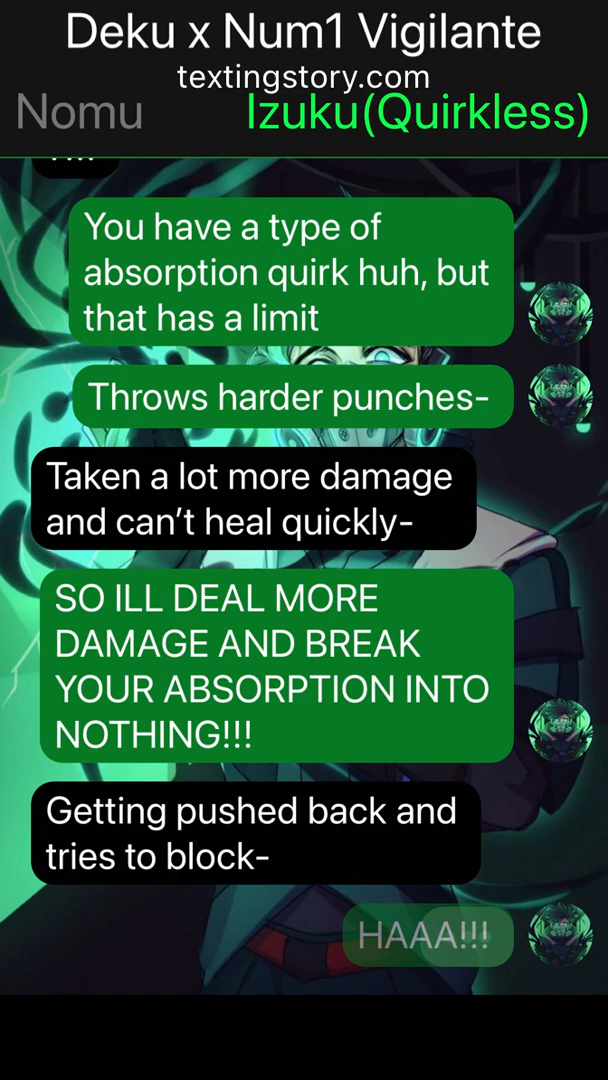 Deku x Num1 Vigilante
textingstory.com
Nomu
Izuku(Quirkless)
You have a type of
absorption quirk huh, but
that has a limit
Throws harder punches-
Taken a lot more damage
and can’t heal quickly-
SO ILL DEAL MORE
DAMAGE AND BREAK
YOUR ABSORPTION INTO
NOTHING!!!
Getting pushed back and
tries to block-
HAAA!!!